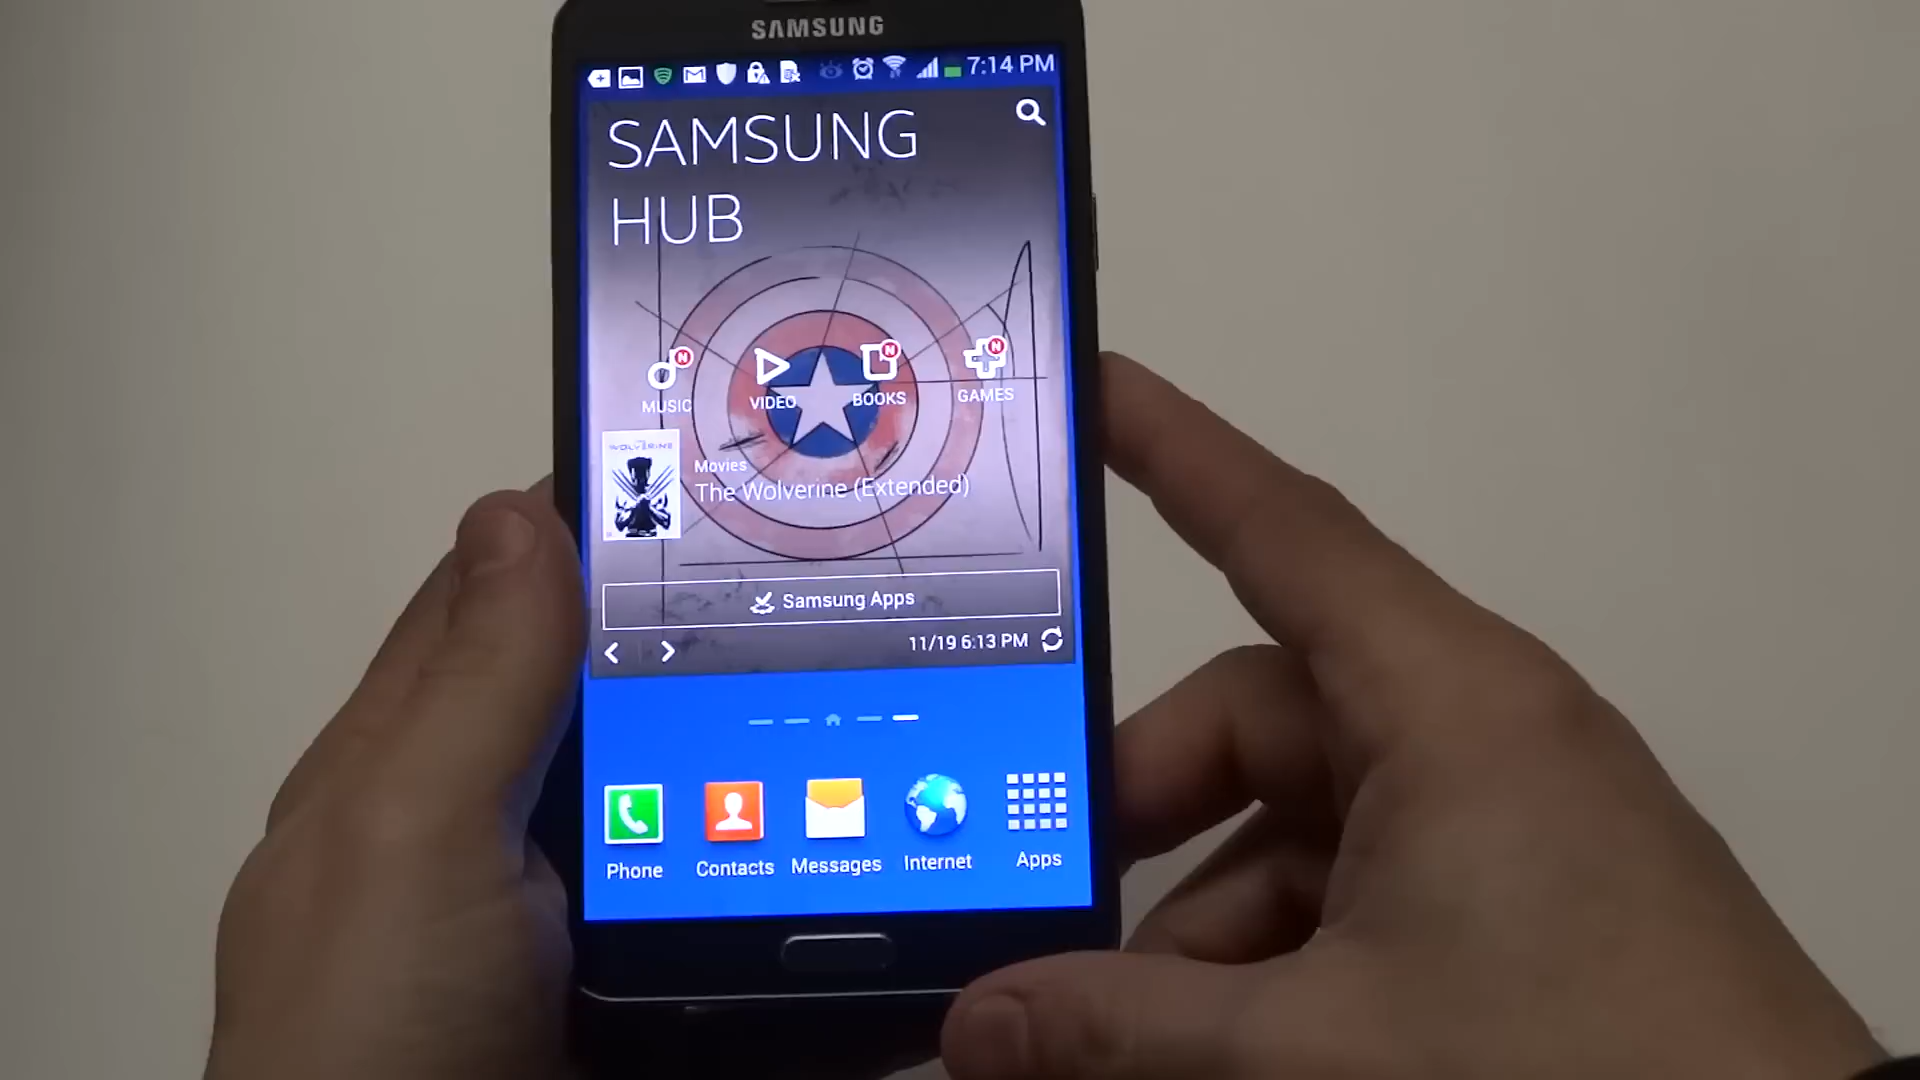 SAMSUNG
7:14 PM
SAMSUNG
HUB
N N N
MUSIC VIDEO BOOKS GAMES
WOLVERINE
Movies
The Wolverine (Extended)
Samsung Apps
11/19 6:13 PM
Phone Contacts Messages Internet Apps